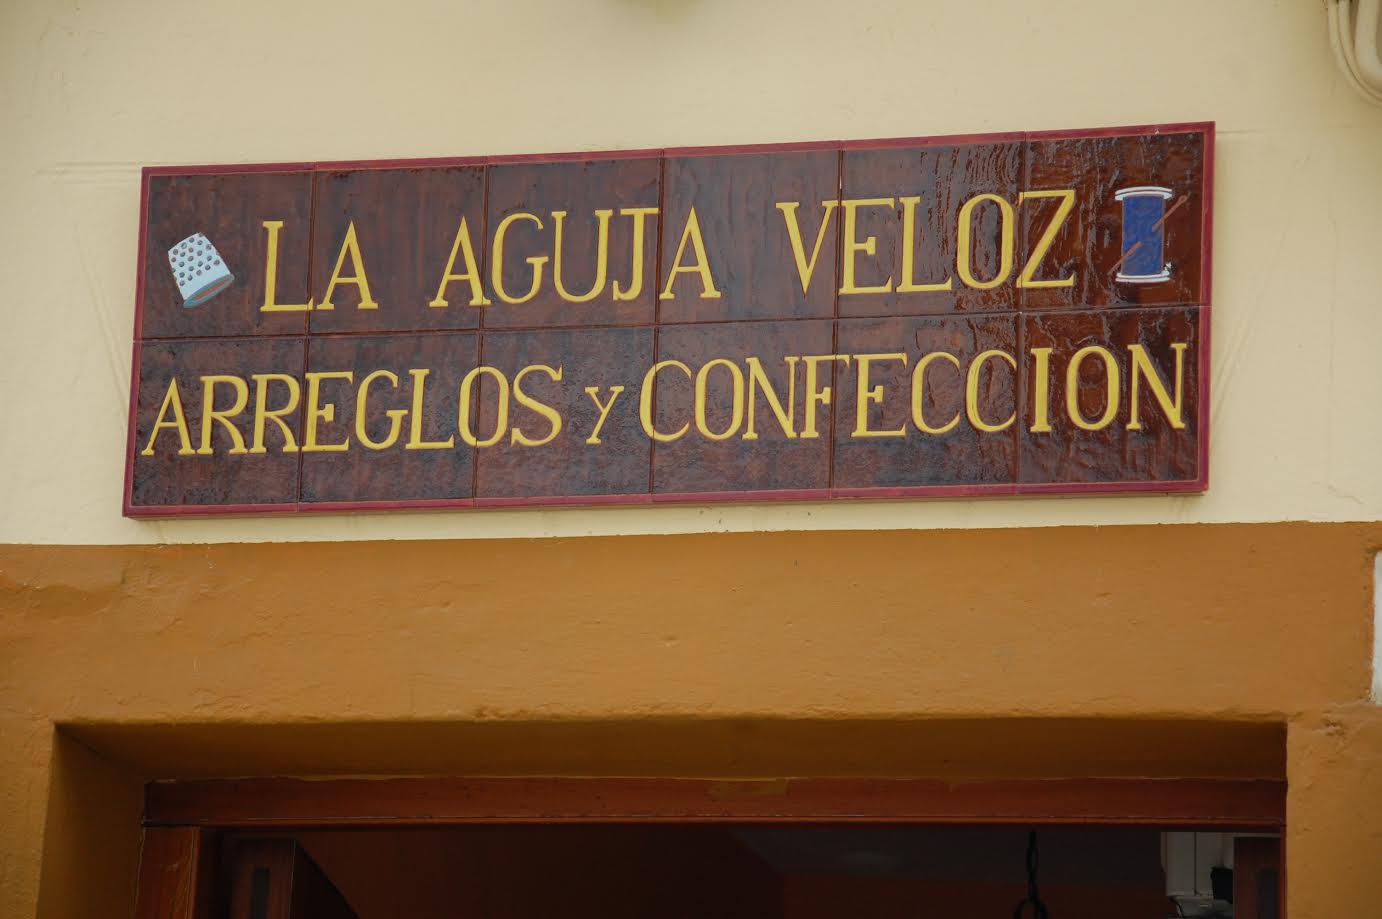 LA AGUJA VELOZ
ARREGLOS Y CONFECCION